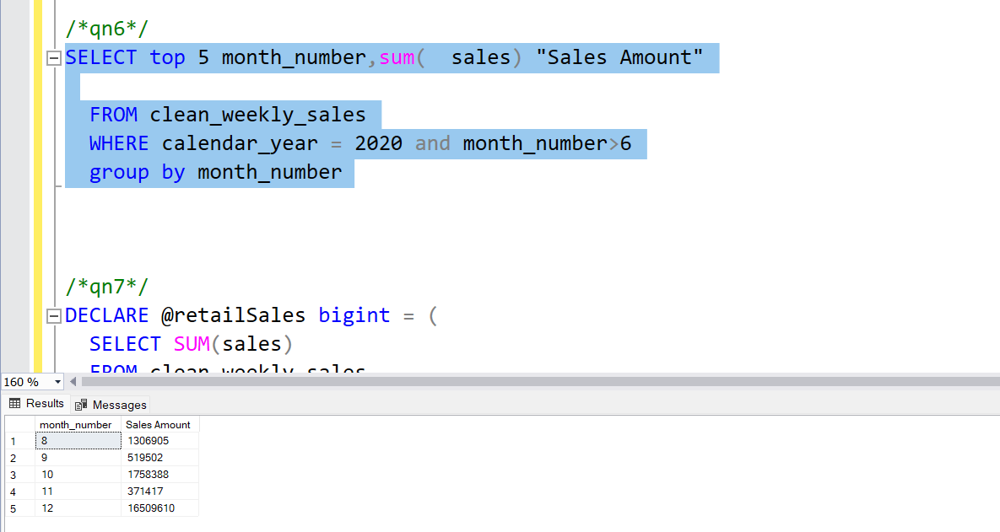 /*qn6*/
SELECT top 5 month_number,sum(  sales) "Sales Amount"
FROM clean_weekly_sales
WHERE calendar_year = 2020 and month_number>6
group by month_number
/*qn7*/
DECLARE @retailSales bigint = (
SELECT SUM(sales)
FROM clean_weekly_sales
160 %
Results Messages
month_number Sales Amount
1 8 1306905
2 9 519502
3 10 1758388
4 11 371417
5 12 16509610